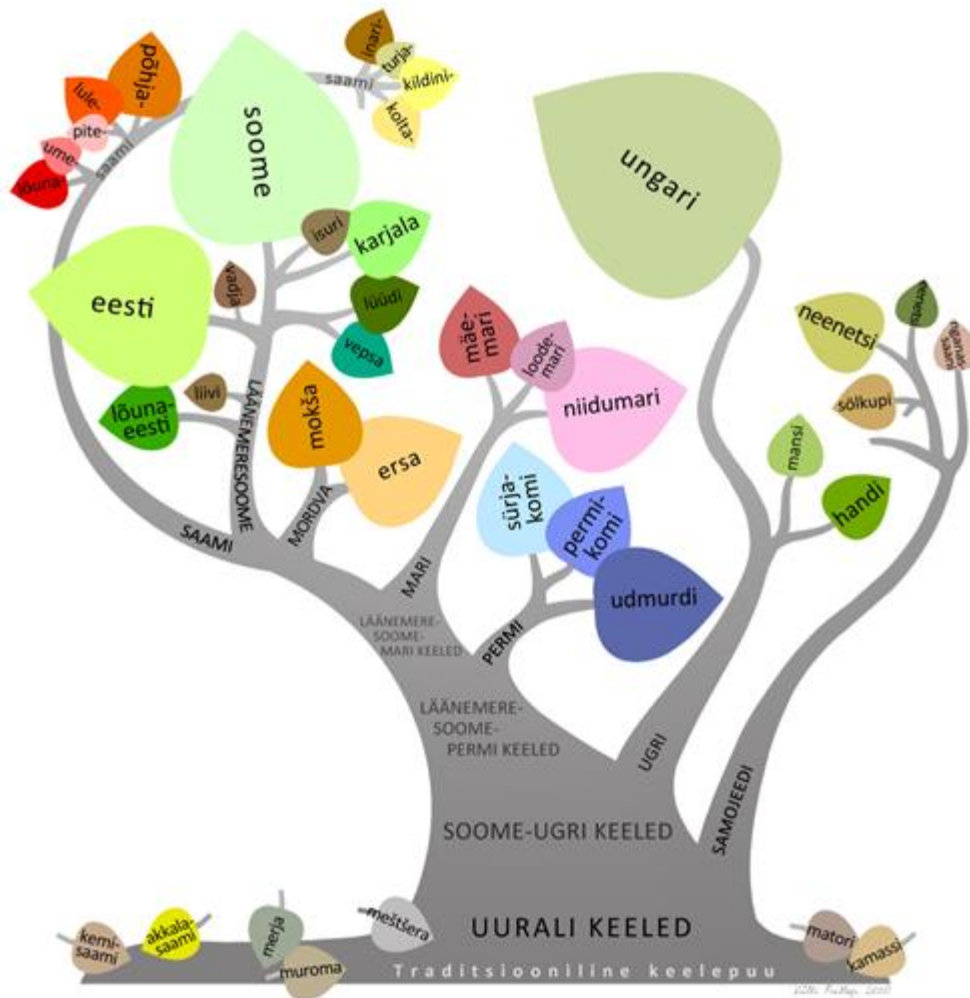 põhja-
lule-
pite-
ume-
lõuna-
saami
saami
inari-
turja-
kildini-
kolta-
soome
ungari
isuri
karjala
vadja
eesti
lüüdi
vepsa
liivi
lõuna-
eesti
LÄÄNEMERESOOME
mokša
ersa
MORDVA
SAAMI
mäe-
mari
loode-
mari
niidumari
MARI
sürja-
komi
permi-
komi
udmurdi
PERMI
neenetsi
eenetsi
nganas-
saani
sölkupi
mansi
handi
LÄÄNEMERE-
SOOME-
MARI KEELED
LÄÄNEMERE-
SOOME-
PERMI KEELED
UGRI
SAMOJEEDI
SOOME-UGRI KEELED
UURALI KEELED
kemi-
saami
akkala-
saami
merja
muroma
meštšera
matori
kamassi
Traditsiooniline keelepuu